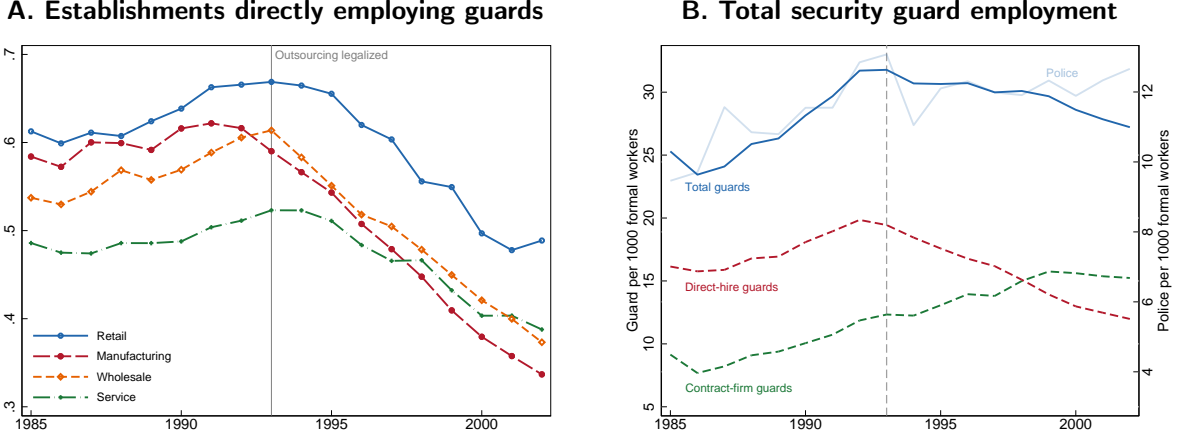 A. Establishments directly employing guards
.7
.6
.5
.4
.3
Outsourcing legalized
Retail
Manufacturing
Wholesale
Service
1985
1990
1995
2000
B. Total security guard employment
Guard per 1000 formal workers
30
25
20
15
10
5
Police
Total guards
Direct-hire guards
Contract-firm guards
12
10
8
6
4
Police per 1000 formal workers
1985
1990
1995
2000